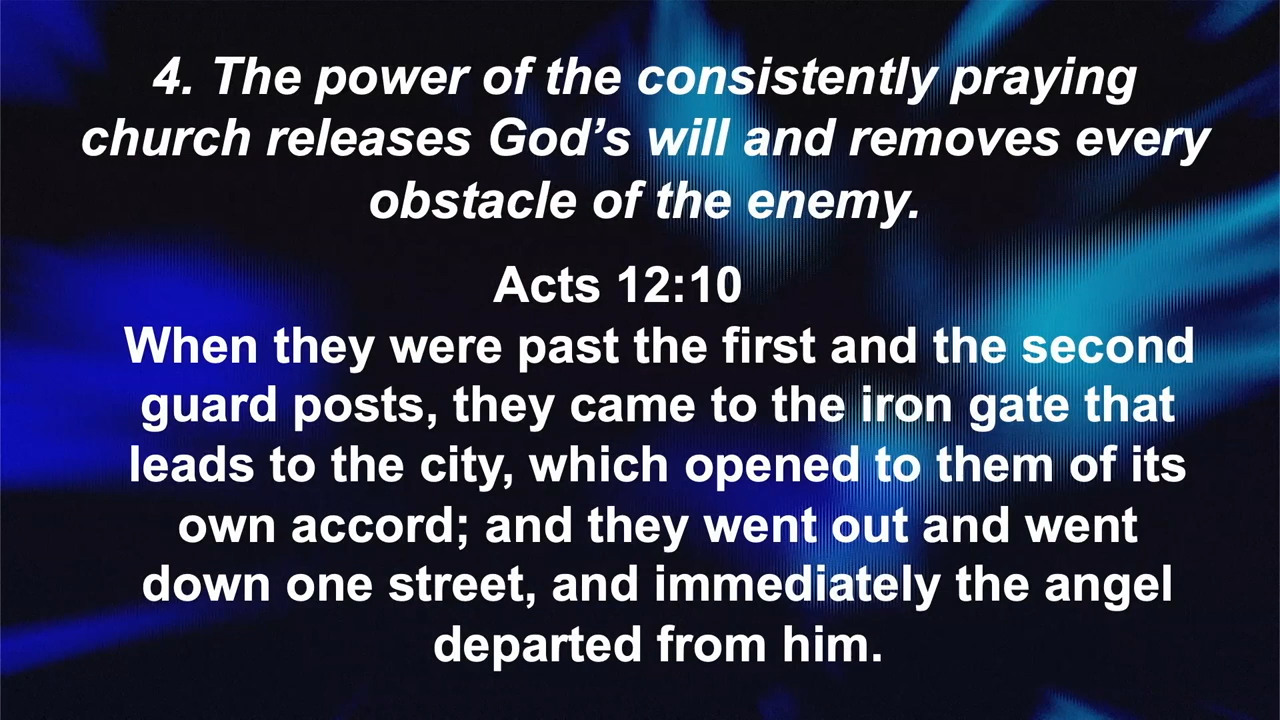 4. The power of the consistently praying
church releases God’s will and removes every
obstacle of the enemy.
Acts 12:10
When they were past the first and the second
guard posts, they came to the iron gate that
leads to the city, which opened to them of its
own accord; and they went out and went
down one street, and immediately the angel
departed from him.